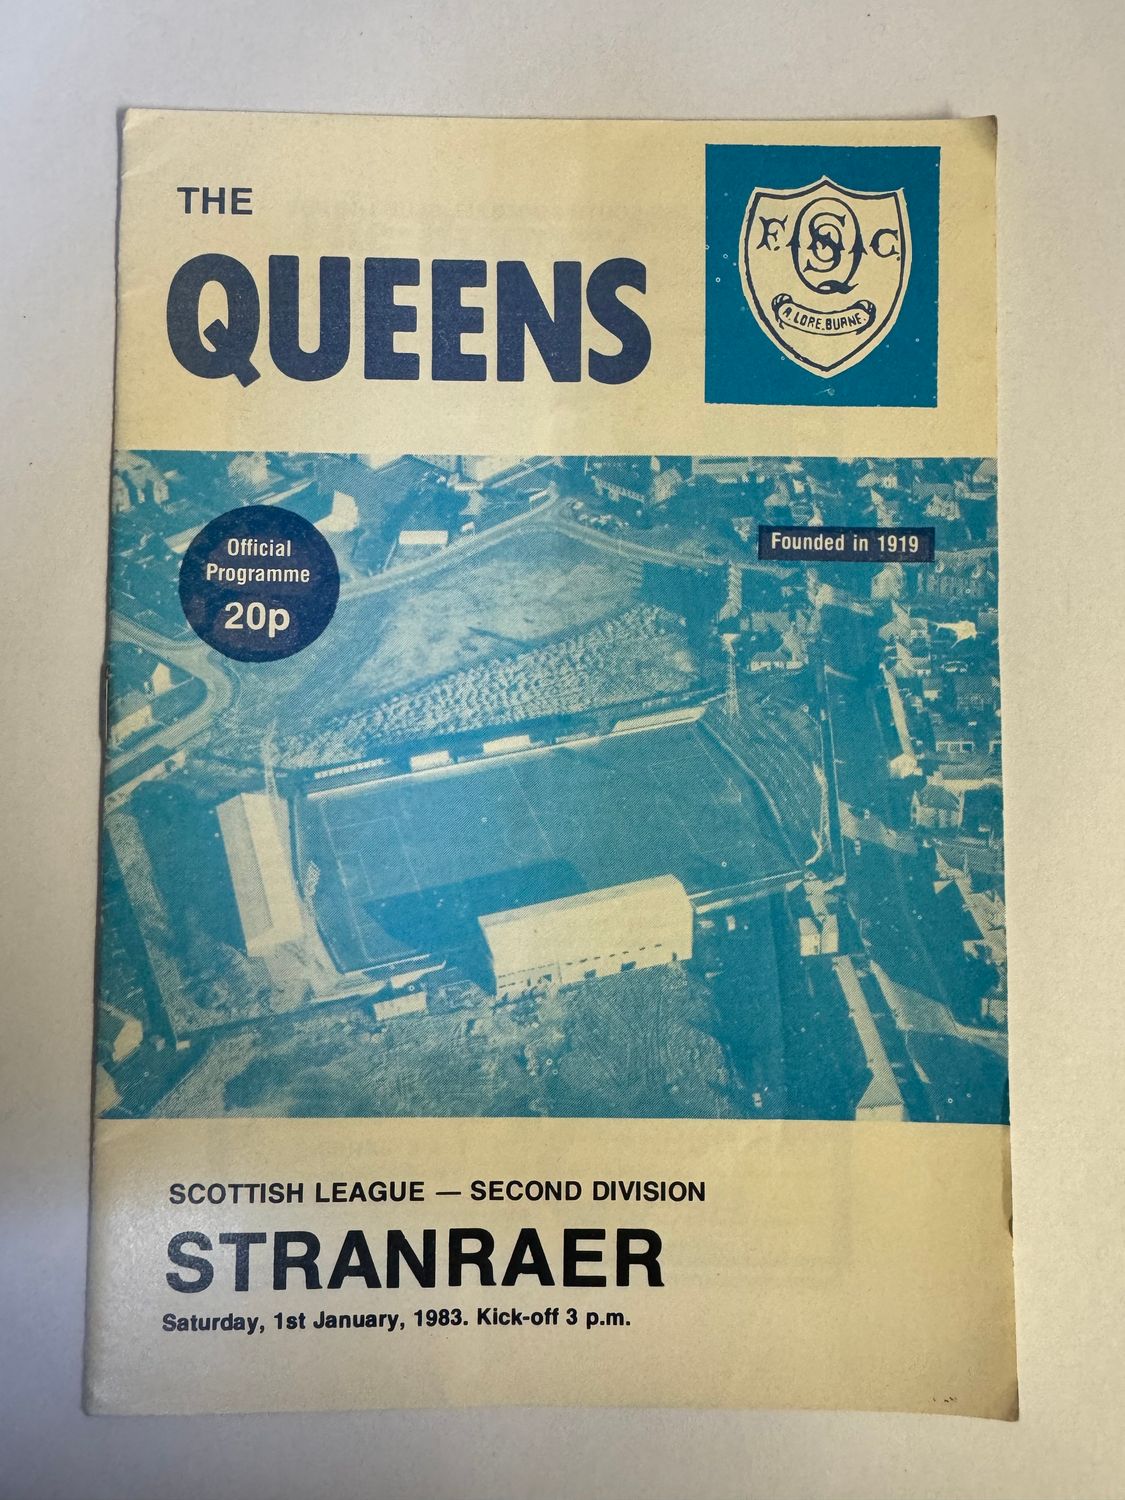 THE
QUEENS
F. QOS C.
A. LORE.BURNE.
Official
Programme
20p
Founded in 1919
SCOTTISH LEAGUE — SECOND DIVISION
STRANRAER
Saturday, 1st January, 1983. Kick-off 3 p.m.